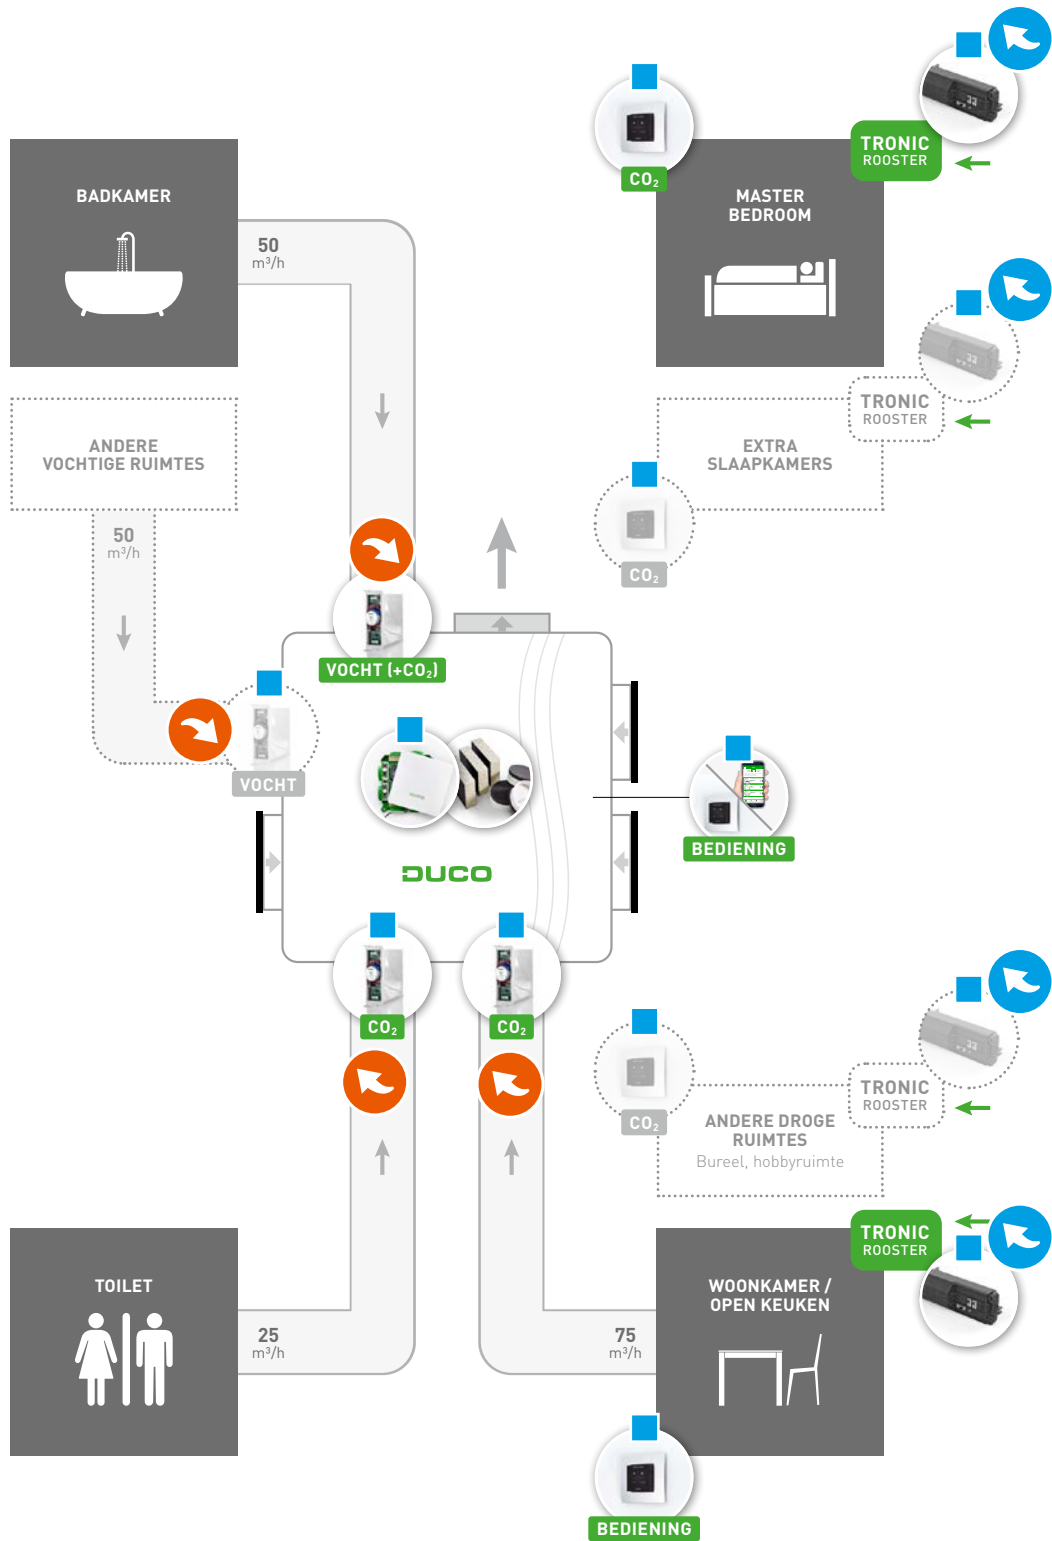 TRONIC
ROOSTER
CO₂
BADKAMER
MASTER
BEDROOM
50
m³/h
TRONIC
ROOSTER
ANDERE
VOCHTIGE RUIMTES
EXTRA
SLAAPKAMERS
50
m³/h
CO₂
VOCHT (+CO₂)
VOCHT
BEDIENING
DUCO
CO₂
CO₂
TRONIC
ROOSTER
CO₂
ANDERE DROGE
RUIMTES
Bureel, hobbyruimte
TRONIC
ROOSTER
TOILET
WOONKAMER /
OPEN KEUKEN
25
m³/h
75
m³/h
BEDIENING